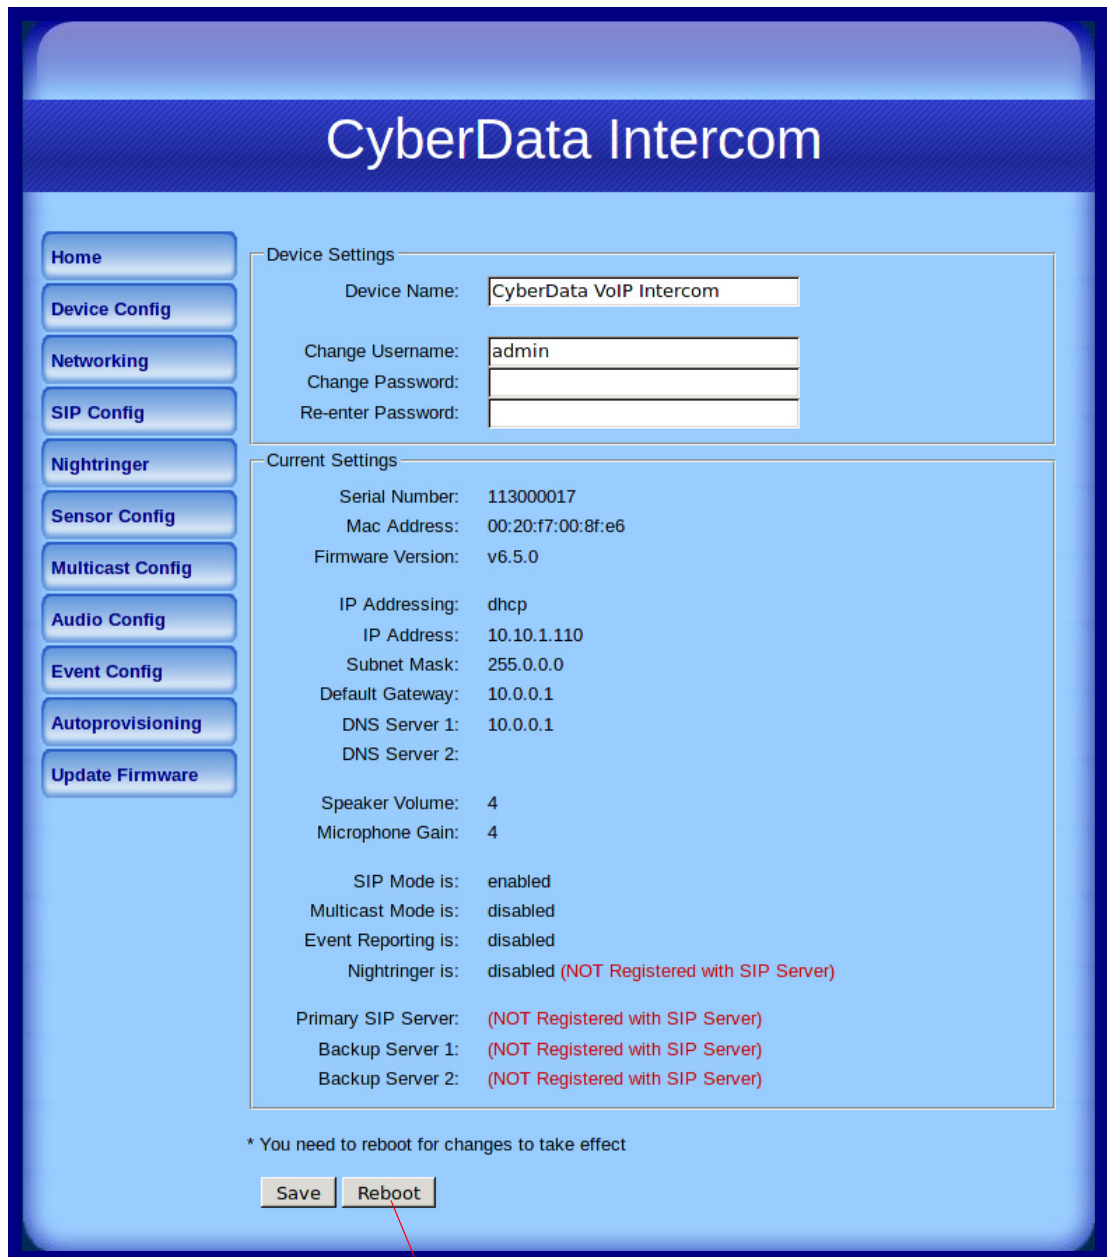 CyberData Intercom
Home
Device Config
Networking
SIP Config
Nightringer
Sensor Config
Multicast Config
Audio Config
Event Config
Autoprovisioning
Update Firmware
Device Settings
Device Name: CyberData VoIP Intercom
Change Username: admin
Change Password:
Re-enter Password:
Current Settings
Serial Number: 113000017
Mac Address: 00:20:f7:00:8f:e6
Firmware Version: v6.5.0
IP Addressing: dhcp
IP Address: 10.10.1.110
Subnet Mask: 255.0.0.0
Default Gateway: 10.0.0.1
DNS Server 1: 10.0.0.1
DNS Server 2:
Speaker Volume: 4
Microphone Gain: 4
SIP Mode is: enabled
Multicast Mode is: disabled
Event Reporting is: disabled
Nightringer is: disabled (NOT Registered with SIP Server)
Primary SIP Server: (NOT Registered with SIP Server)
Backup Server 1: (NOT Registered with SIP Server)
Backup Server 2: (NOT Registered with SIP Server)
* You need to reboot for changes to take effect
Save Reboot